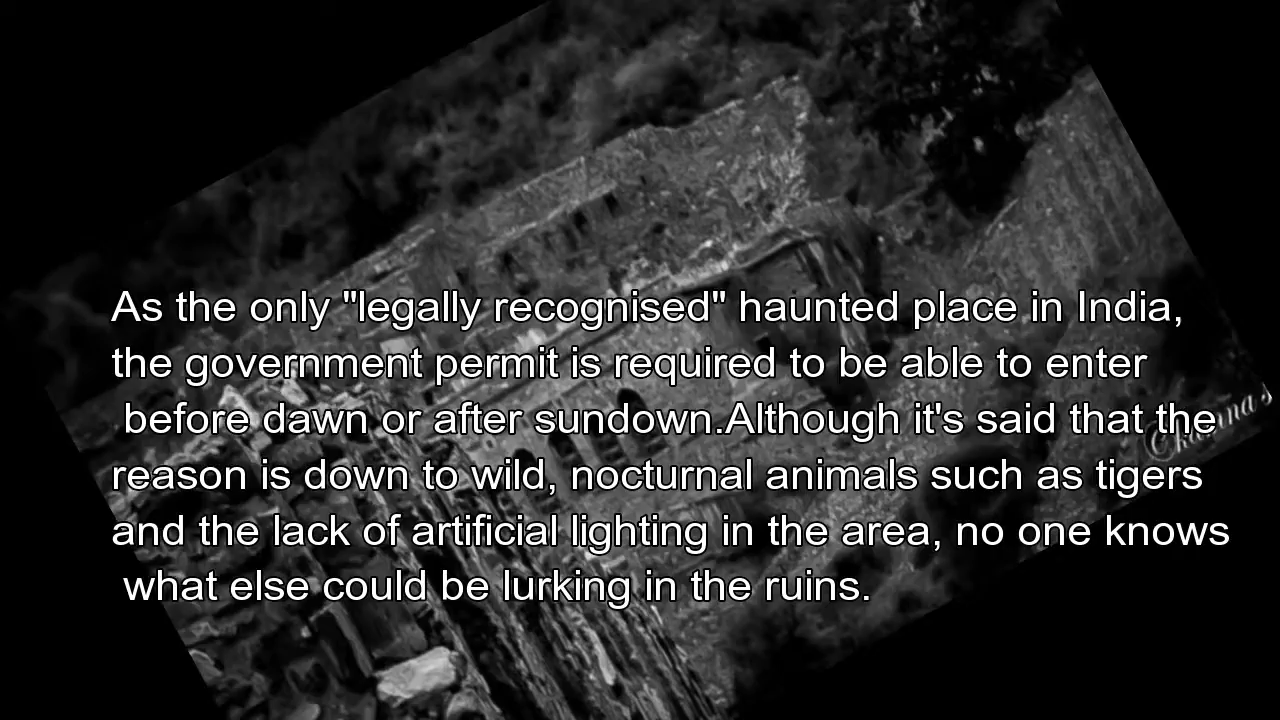 As the only "legally recognised" haunted place in India,
the government permit is required to be able to enter
before dawn or after sundown.Although it's said that the
reason is down to wild, nocturnal animals such as tigers
and the lack of artificial lighting in the area, no one knows
what else could be lurking in the ruins.